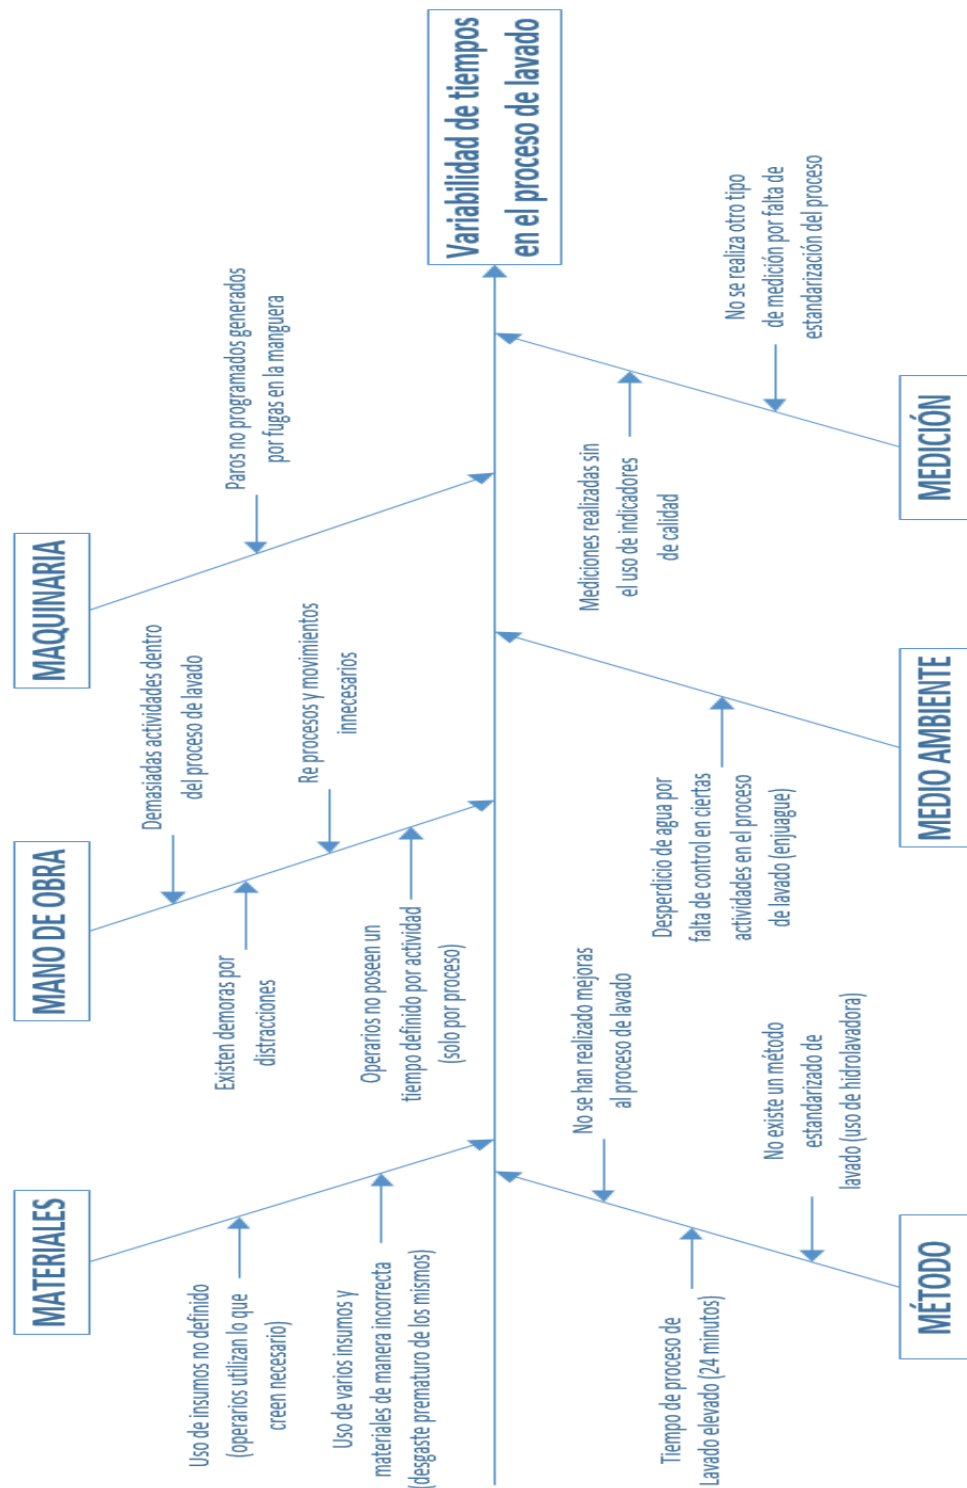 MATERIALES
Uso de insumos no definido
(operarios utilizan lo que
creen necesario)
Uso de varios insumos y
materiales de manera incorrecta
(desgaste prematuro de los mismos)
MANO DE OBRA
Demasiadas actividades dentro
del proceso de lavado
Existen demoras por
distracciones
Re procesos y movimientos
innecesarios
Operarios no poseen un
tiempo definido por actividad
(solo por proceso)
MAQUINARIA
Paros no programados generados
por fugas en la manguera
Variabilidad de tiempos
en el proceso de lavado
No se han realizado mejoras
al proceso de lavado
Tiempo de proceso de
Lavado elevado (24 minutos)
No existe un método
estandarizado de
lavado (uso de hidrolavadora)
MÉTODO
Desperdicio de agua por
falta de control en ciertas
actividades en el proceso
de lavado (enjuague)
MEDIO AMBIENTE
Mediciones realizadas sin
el uso de indicadores
de calidad
No se realiza otro tipo
de medición por falta de
estandarización del proceso
MEDICIÓN